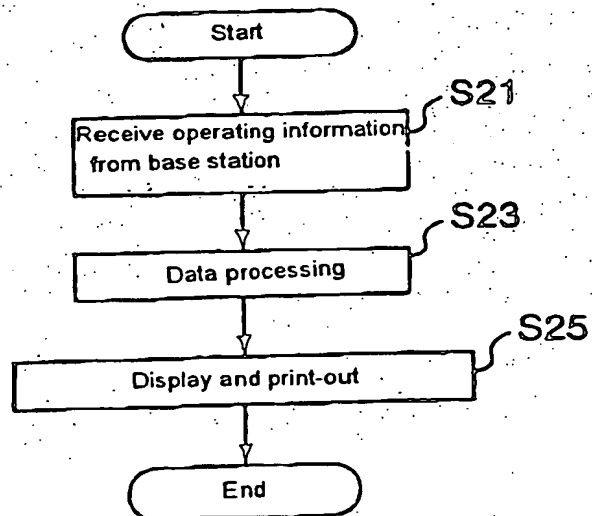 Start
S21
Receive operating information
from base station
S23
Data processing
S25
Display and print-out
End